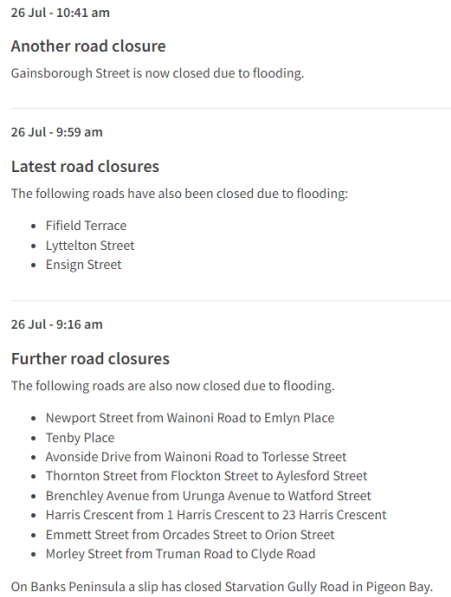 26 Jul - 10:41 am
Another road closure
Gainsborough Street is now closed due to flooding.
26 Jul - 9:59 am
Latest road closures
The following roads have also been closed due to flooding:
• Fifield Terrace
• Lyttelton Street
• Ensign Street
26 Jul - 9:16 am
Further road closures
The following roads are also now closed due to flooding.
• Newport Street from Wainoni Road to Emlyn Place
• Tenby Place
• Avonside Drive from Wainoni Road to Torlesse Street
• Thornton Street from Flockton Street to Aylesford Street
• Brenchley Avenue from Urunga Avenue to Watford Street
• Harris Crescent from 1 Harris Crescent to 23 Harris Crescent
• Emmett Street from Orcades Street to Orion Street
• Morley Street from Truman Road to Clyde Road
On Banks Peninsula a slip has closed Starvation Gully Road in Pigeon Bay.